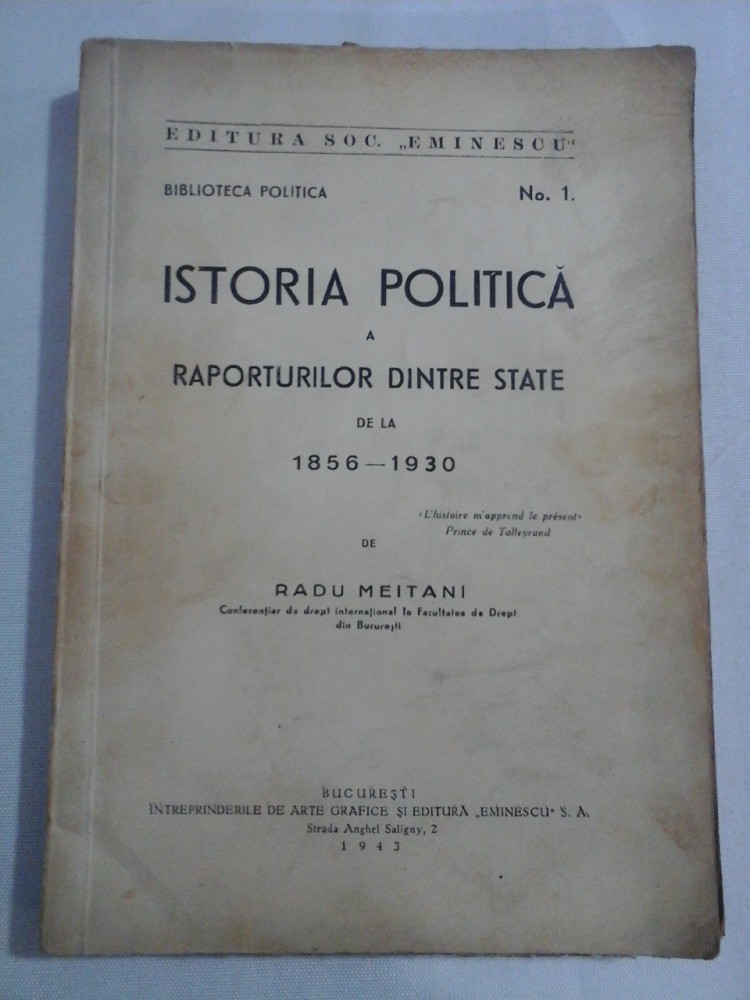 EDITURA SOC. „EMINESCU"
BIBLIOTECA POLITICA No. 1.
ISTORIA POLITICĂ
A
RAPORTURILOR DINTRE STATE
DE LA
1856—1930
«L'histoire m'apprend le présent»
Prince de Talleyrand
DE
RADU MEITANI
Conferențiar de drept internațional la Facultatea de Drept
din București
BUCUREȘTI
INTREPRINDERILE DE ARTE GRAFICE ȘI EDITURA „EMINESCU" S. A.
Strada Anghel Saligny, 2
1943